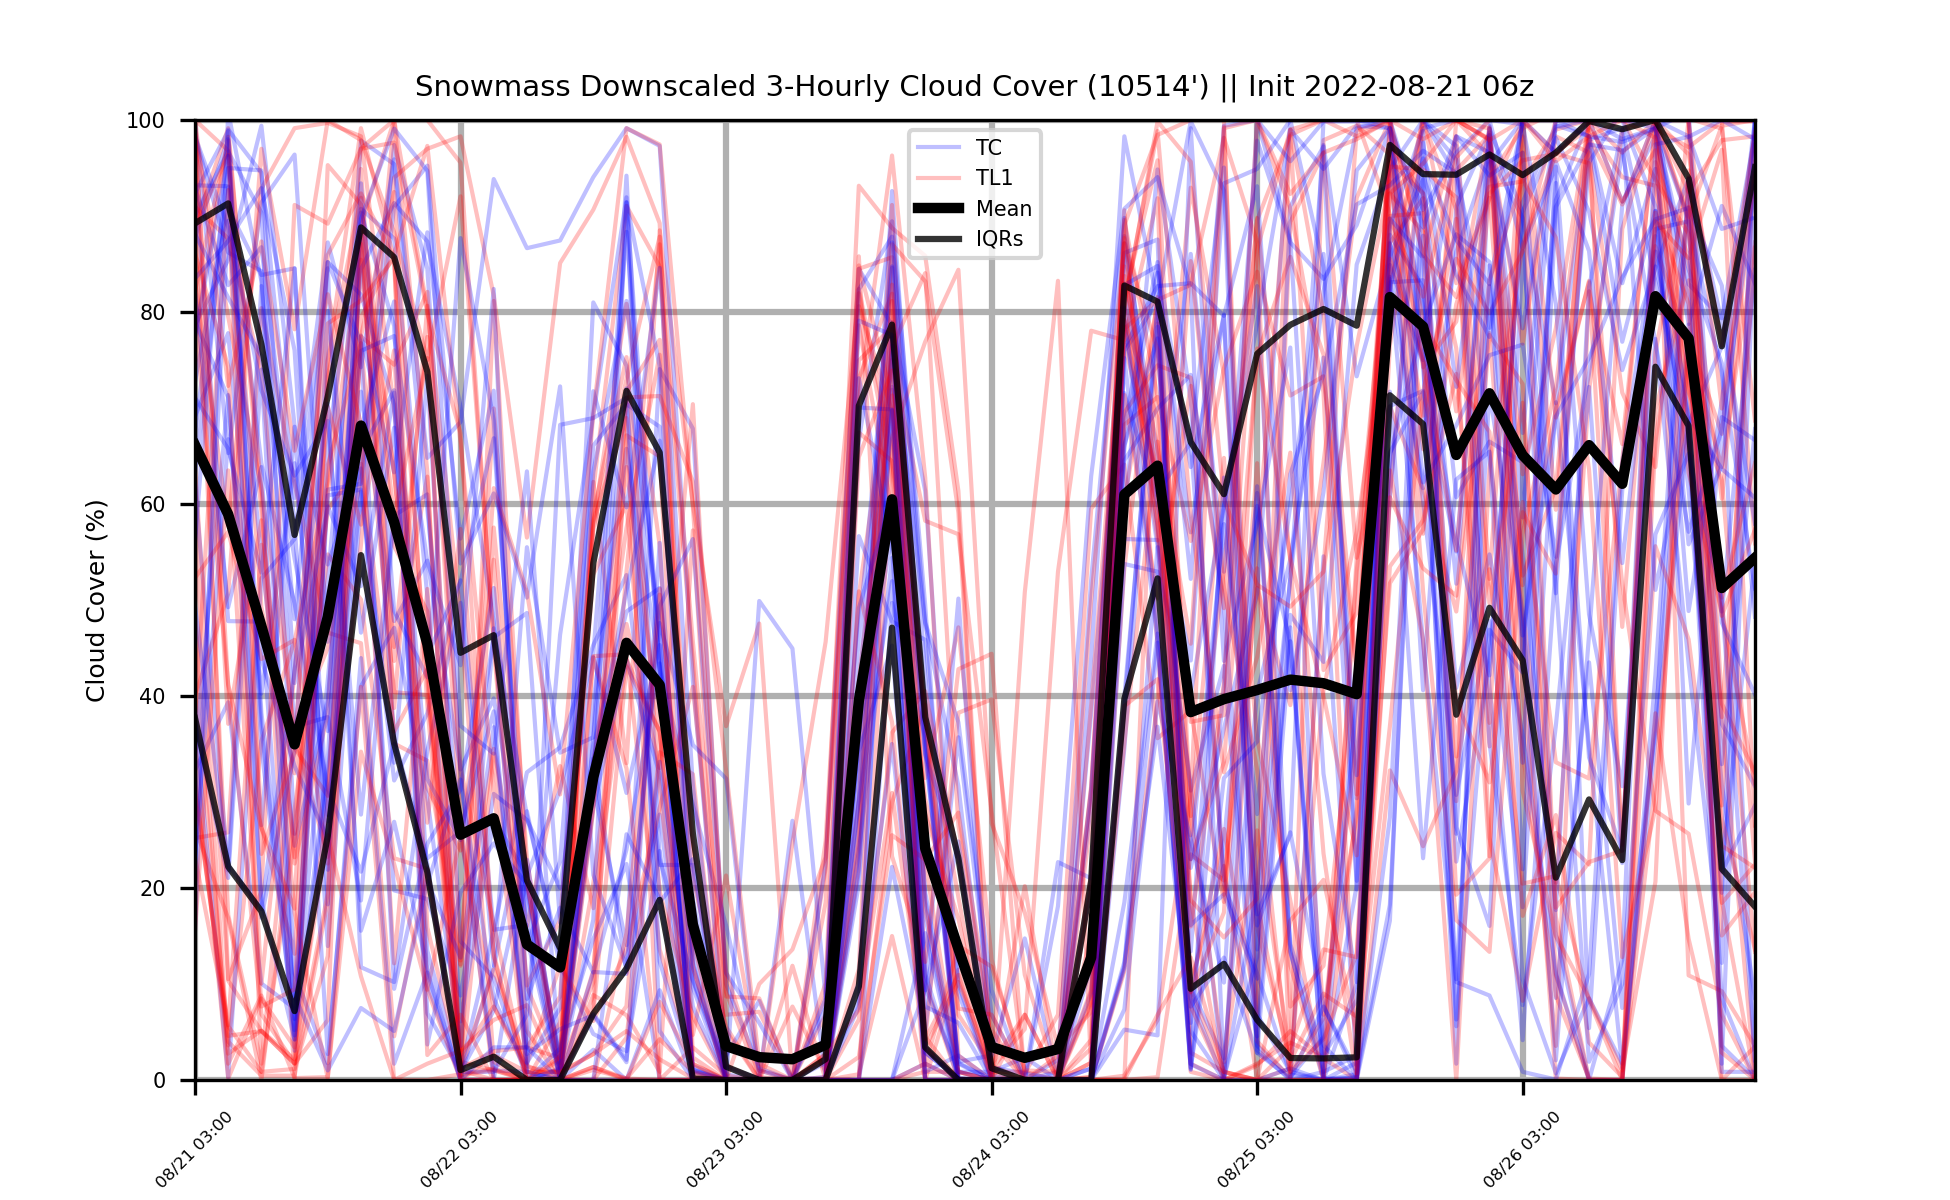 Snowmass Downscaled 3-Hourly Cloud Cover (10514') || Init 2022-08-21 06z
TC
TL1
Mean
IQRs
Cloud Cover (%)
100
80
60
40
20
0
08/21 03:00
08/22 03:00
08/23 03:00
08/24 03:00
08/25 03:00
08/26 03:00